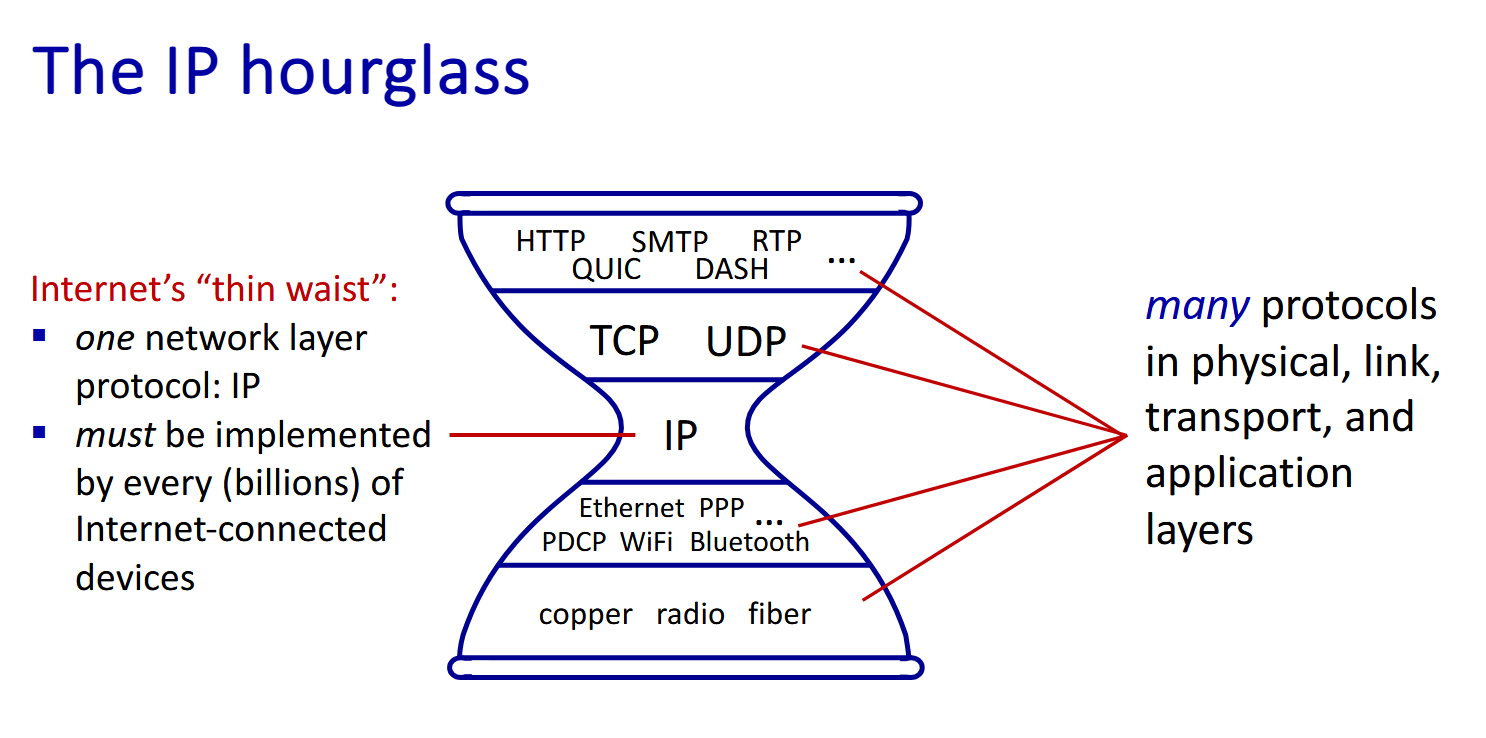 The IP hourglass
Internet's “thin waist”:
▪ one network layer
protocol: IP
▪ must be implemented
by every (billions) of
Internet-connected
devices
HTTP SMTP RTP
QUIC DASH ...
TCP UDP
IP
Ethernet PPP ...
PDCP WiFi Bluetooth
copper radio fiber
many protocols
in physical, link,
transport, and
application
layers